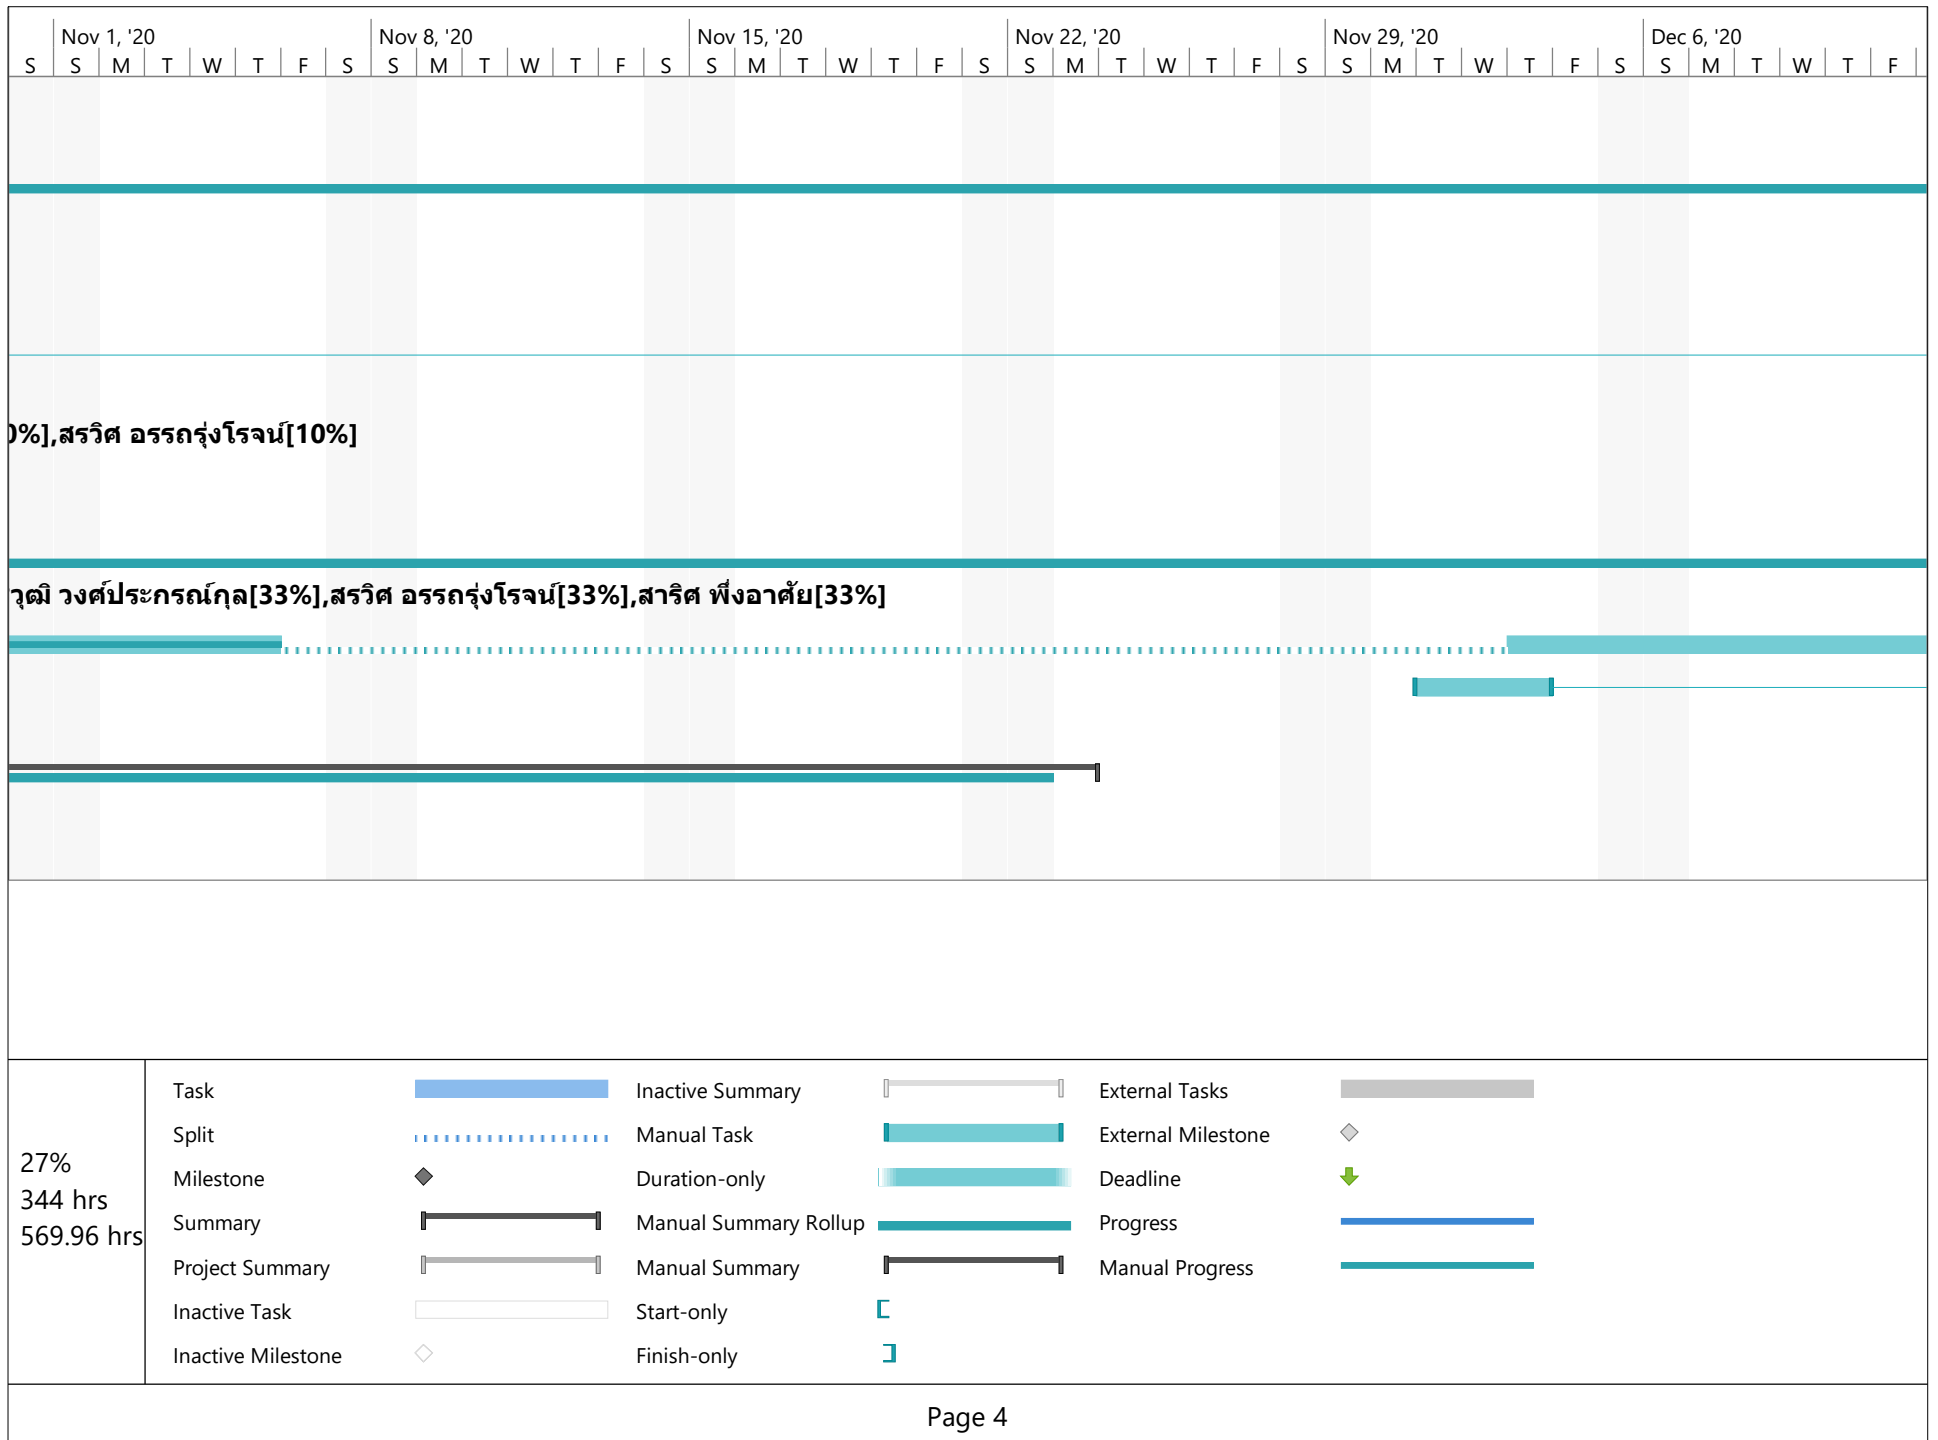 Nov 1, '20 Nov 8, '20 Nov 15, '20 Nov 22, '20 Nov 29, '20 Dec 6, '20
S S M T W T F S S M T W T F S S M T W T F S S M T W T F S S M T W T F S S M T W T F
0%],สรวิศ อรรถรุ่งโรจน์[10%]
วุฒิ วงศ์ประกรณ์กุล[33%],สรวิศ อรรถรุ่งโรจน์[33%],สาริศ พึ่งอาศัย[33%]
27%
344 hrs
569.96 hrs
Task
Split
Milestone
Summary
Project Summary
Inactive Task
Inactive Milestone
Inactive Summary
Manual Task
Duration-only
Manual Summary Rollup
Manual Summary
Start-only
Finish-only
External Tasks
External Milestone
Deadline
Progress
Manual Progress
Page 4